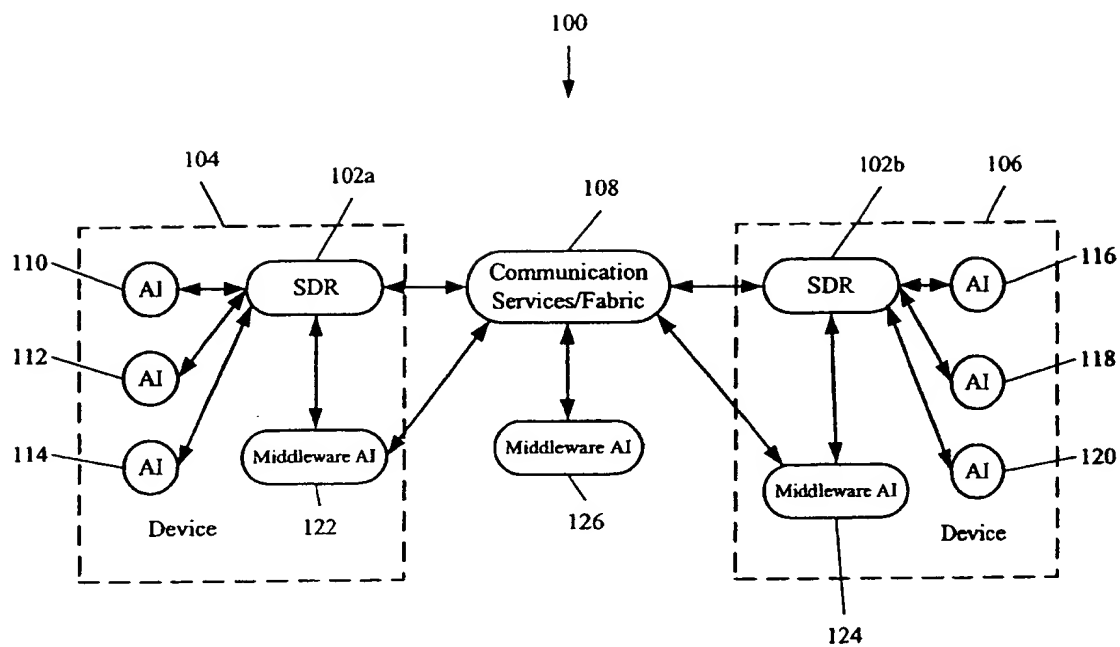 100
104
102a
108
102b
106
110
AI
SDR
Communication
Services/Fabric
SDR
AI
116
112
AI
AI
118
114
AI
Middleware AI
Middleware AI
Middleware AI
AI
120
Device
122
126
Device
124